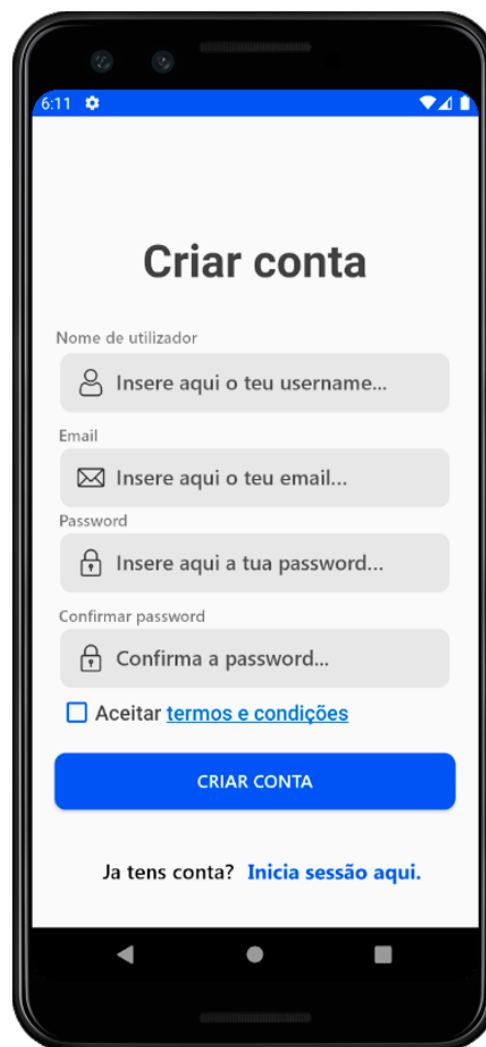 6:11
Criar conta
Nome de utilizador
Insere aqui o teu username...
Email
Insere aqui o teu email...
Password
Insere aqui a tua password...
Confirmar password
Confirma a password...
Aceitar termos e condições
CRIAR CONTA
Ja tens conta? Inicia sessão aqui.